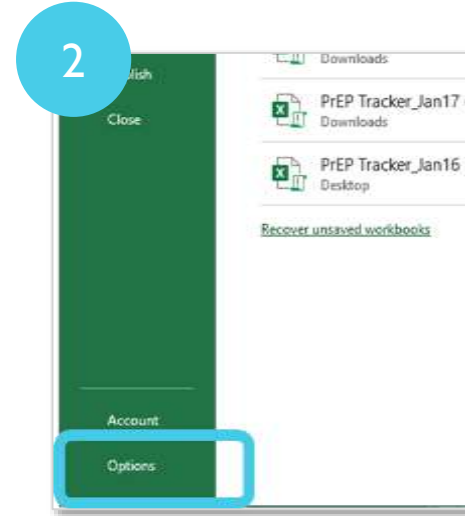 2
Downloads
Close
PrEP Tracker_Jan17
Downloads
PrEP Tracker_Jan16
Desktop
Recover unsaved workbooks
Account
Options